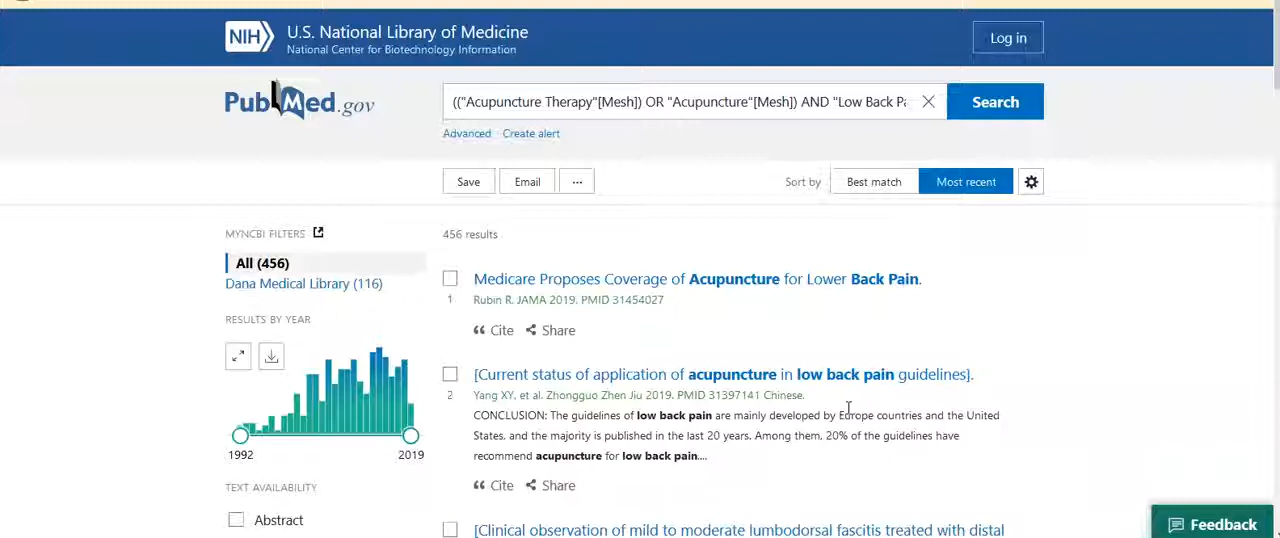 NIH U.S. National Library of Medicine
National Center for Biotechnology Information
Log in
PubMed.gov
(("Acupuncture Therapy"[Mesh]) OR "Acupuncture"[Mesh]) AND "Low Back Pa
Search
Advanced Create alert
Save Email ... Sort by Best match Most recent
MYNCBI FILTERS
All (456)
Dana Medical Library (116)
RESULTS BY YEAR
1992 2019
TEXT AVAILABILITY
Abstract
456 results
Medicare Proposes Coverage of Acupuncture for Lower Back Pain.
1 Rubin R. JAMA 2019. PMID 31454027
Cite Share
[Current status of application of acupuncture in low back pain guidelines].
2 Yang XY, et al. Zhongguo Zhen Jiu 2019. PMID 31397141 Chinese.
CONCLUSION: The guidelines of low back pain are mainly developed by Europe countries and the United
States, and the majority is published in the last 20 years. Among them, 20% of the guidelines have
recommend acupuncture for low back pain....
Cite Share
[Clinical observation of mild to moderate lumbodorsal fascitis treated with distal
Feedback